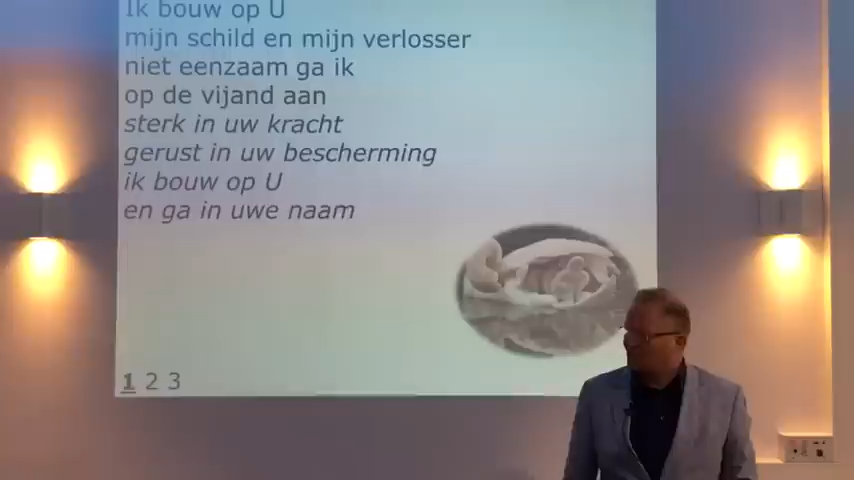 Ik bouw op U
mijn schild en mijn verlosser
niet eenzaam ga ik
op de vijand aan
sterk in uw kracht
gerust in uw bescherming
ik bouw op U
en ga in uwe naam
1 2 3